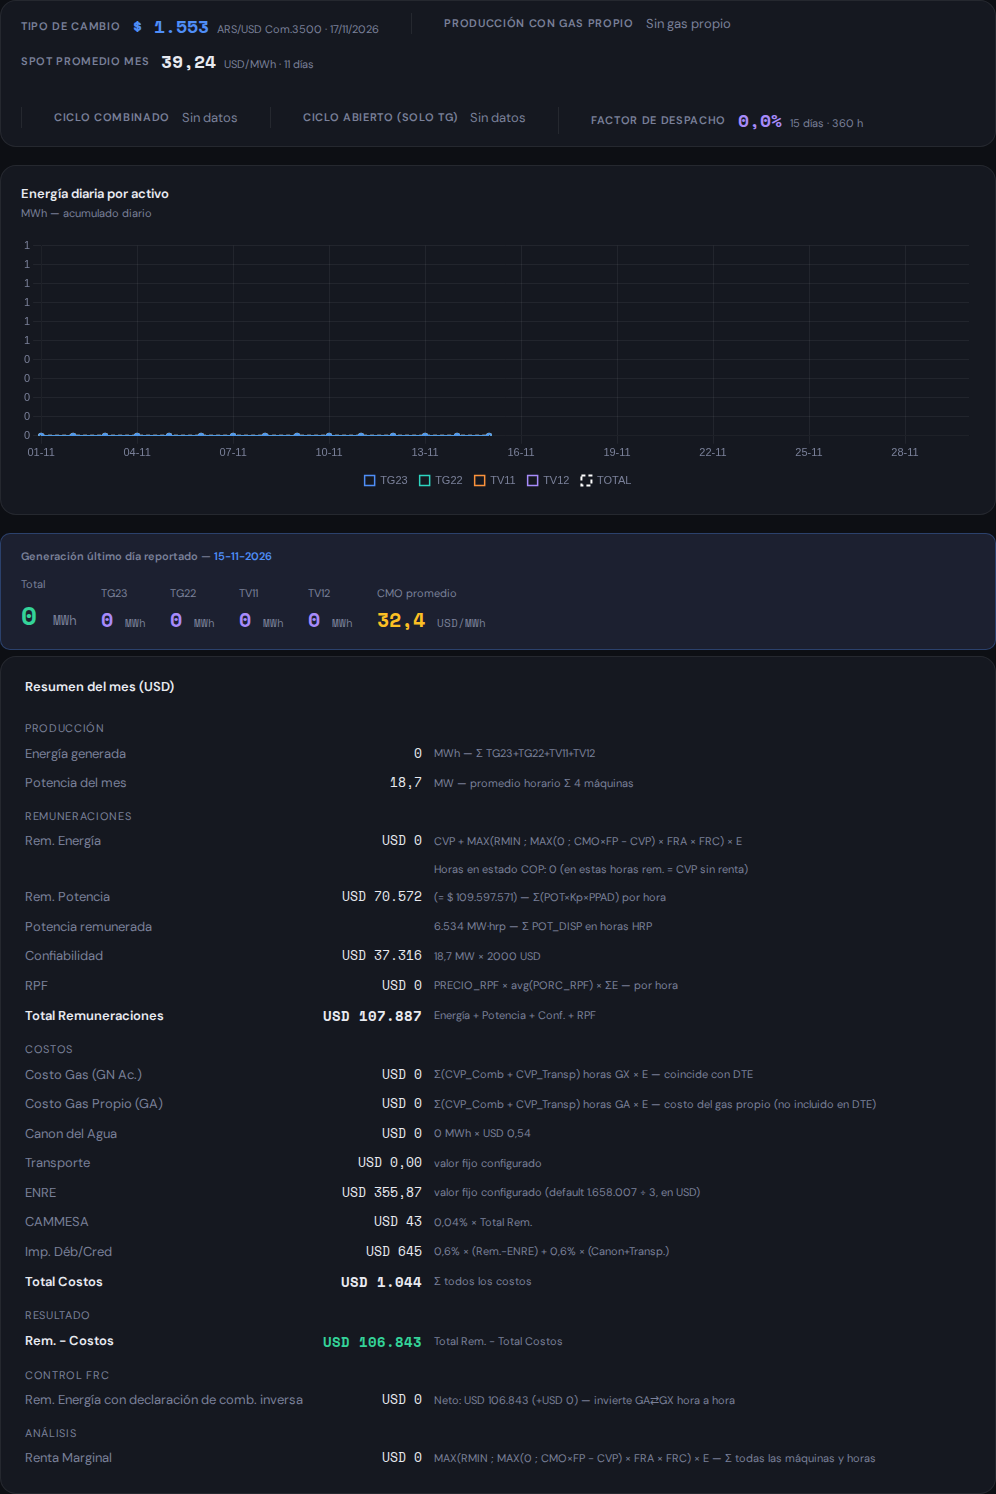 TIPO DE CAMBIO $ 1.553 ARS/USD Com.3500 · 17/11/2026
PRODUCCIÓN CON GAS PROPIO Sin gas propio
SPOT PROMEDIO MES 39,24 USD/MWh · 11 días
CICLO COMBINADO Sin datos
CICLO ABIERTO (SOLO TG) Sin datos
FACTOR DE DESPACHO 0,0% 15 días · 360 h
Energía diaria por activo
MWh — acumulado diario
1
1
1
1
1
1
0
0
0
0
0
01-11 04-11 07-11 10-11 13-11 16-11 19-11 22-11 25-11 28-11
TG23 TG22 TV11 TV12 TOTAL
Generación último día reportado — 15-11-2026
Total
0 MWh
TG23
0 MWh
TG22
0 MWh
TV11
0 MWh
TV12
0 MWh
CMO promedio
32,4 USD/MWh
Resumen del mes (USD)
PRODUCCIÓN
Energía generada 0 MWh — Σ TG23+TG22+TV11+TV12
Potencia del mes 18,7 MW — promedio horario Σ 4 máquinas
REMUNERACIONES
Rem. Energía USD 0 CVP + MAX(RMIN ; MAX(0 ; CMO×FP − CVP) × FRA × FRC) × E
Horas en estado COP: 0 (en estas horas rem. = CVP sin renta)
Rem. Potencia USD 70.572 (= $ 109.597.571) — Σ(POT×Kp×PPAD) por hora
Potencia remunerada 6.534 MW·hrp — Σ POT_DISP en horas HRP
Confiabilidad USD 37.316 18,7 MW × 2000 USD
RPF USD 0 PRECIO_RPF × avg(PORC_RPF) × ΣE — por hora
Total Remuneraciones USD 107.887 Energía + Potencia + Conf. + RPF
COSTOS
Costo Gas (GN Ac.) USD 0 Σ(CVP_Comb + CVP_Transp) horas GX × E — coincide con DTE
Costo Gas Propio (GA) USD 0 Σ(CVP_Comb + CVP_Transp) horas GA × E — costo del gas propio (no incluido en DTE)
Canon del Agua USD 0 0 MWh × USD 0,54
Transporte USD 0,00 valor fijo configurado
ENRE USD 355,87 valor fijo configurado (default 1.658.007 ÷ 3, en USD)
CAMMESA USD 43 0,04% × Total Rem.
Imp. Déb/Cred USD 645 0,6% × (Rem.−ENRE) + 0,6% × (Canon+Transp.)
Total Costos USD 1.044 Σ todos los costos
RESULTADO
Rem. − Costos USD 106.843 Total Rem. − Total Costos
CONTROL FRC
Rem. Energía con declaración de comb. inversa USD 0 Neto: USD 106.843 (+USD 0) — invierte GA⇄GX hora a hora
ANÁLISIS
Renta Marginal USD 0 MAX(RMIN ; MAX(0 ; CMO×FP − CVP) × FRA × FRC) × E — Σ todas las máquinas y horas